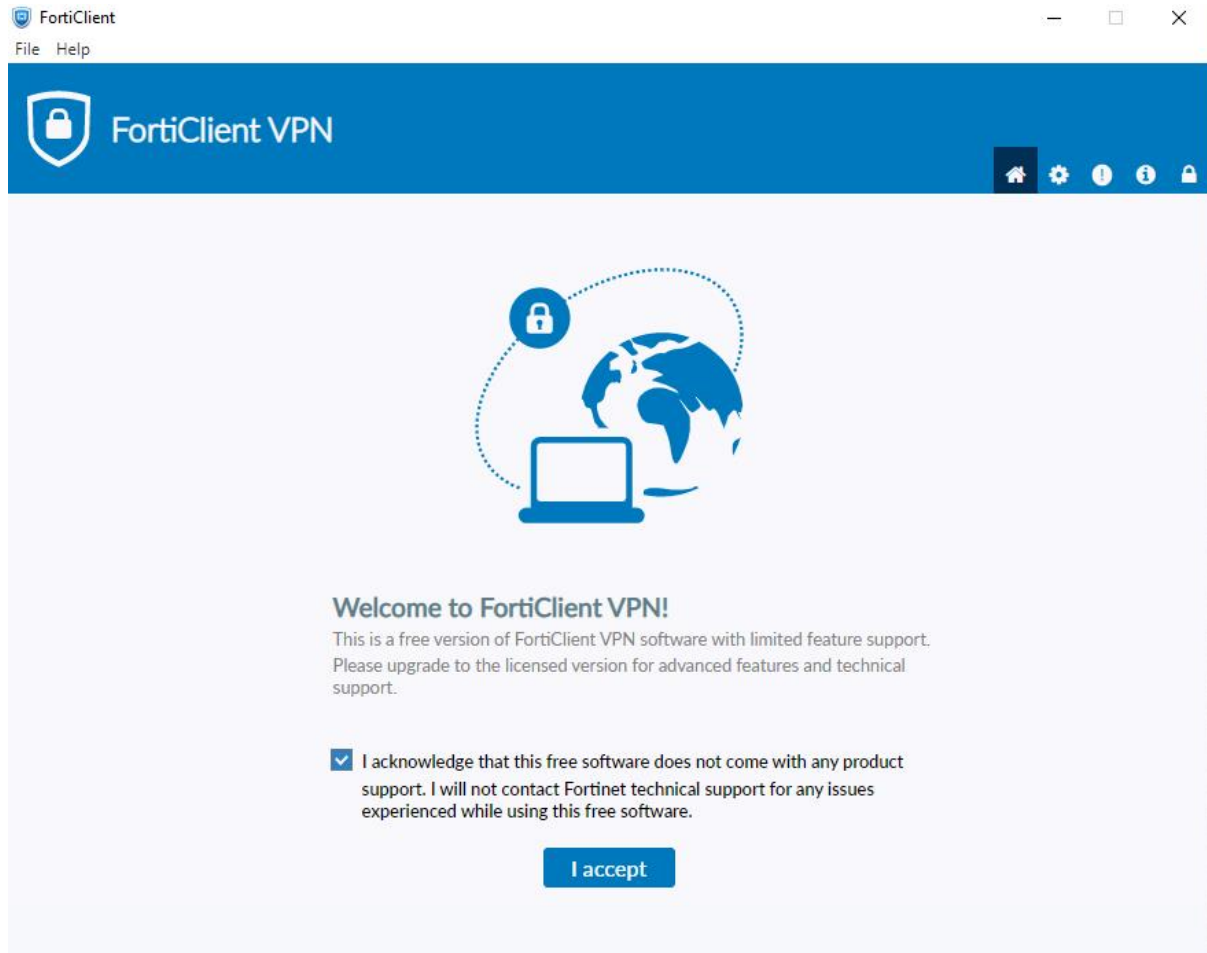 FortiClient
File Help
FortiClient VPN
Welcome to FortiClient VPN!
This is a free version of FortiClient VPN software with limited feature support.
Please upgrade to the licensed version for advanced features and technical
support.
I acknowledge that this free software does not come with any product
support. I will not contact Fortinet technical support for any issues
experienced while using this free software.
I accept